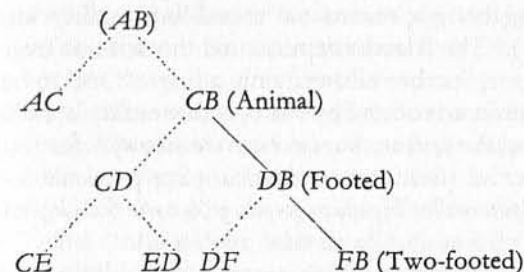 (AB)
AC CB (Animal)
CD DB (Footed)
CE ED DF FB (Two-footed)